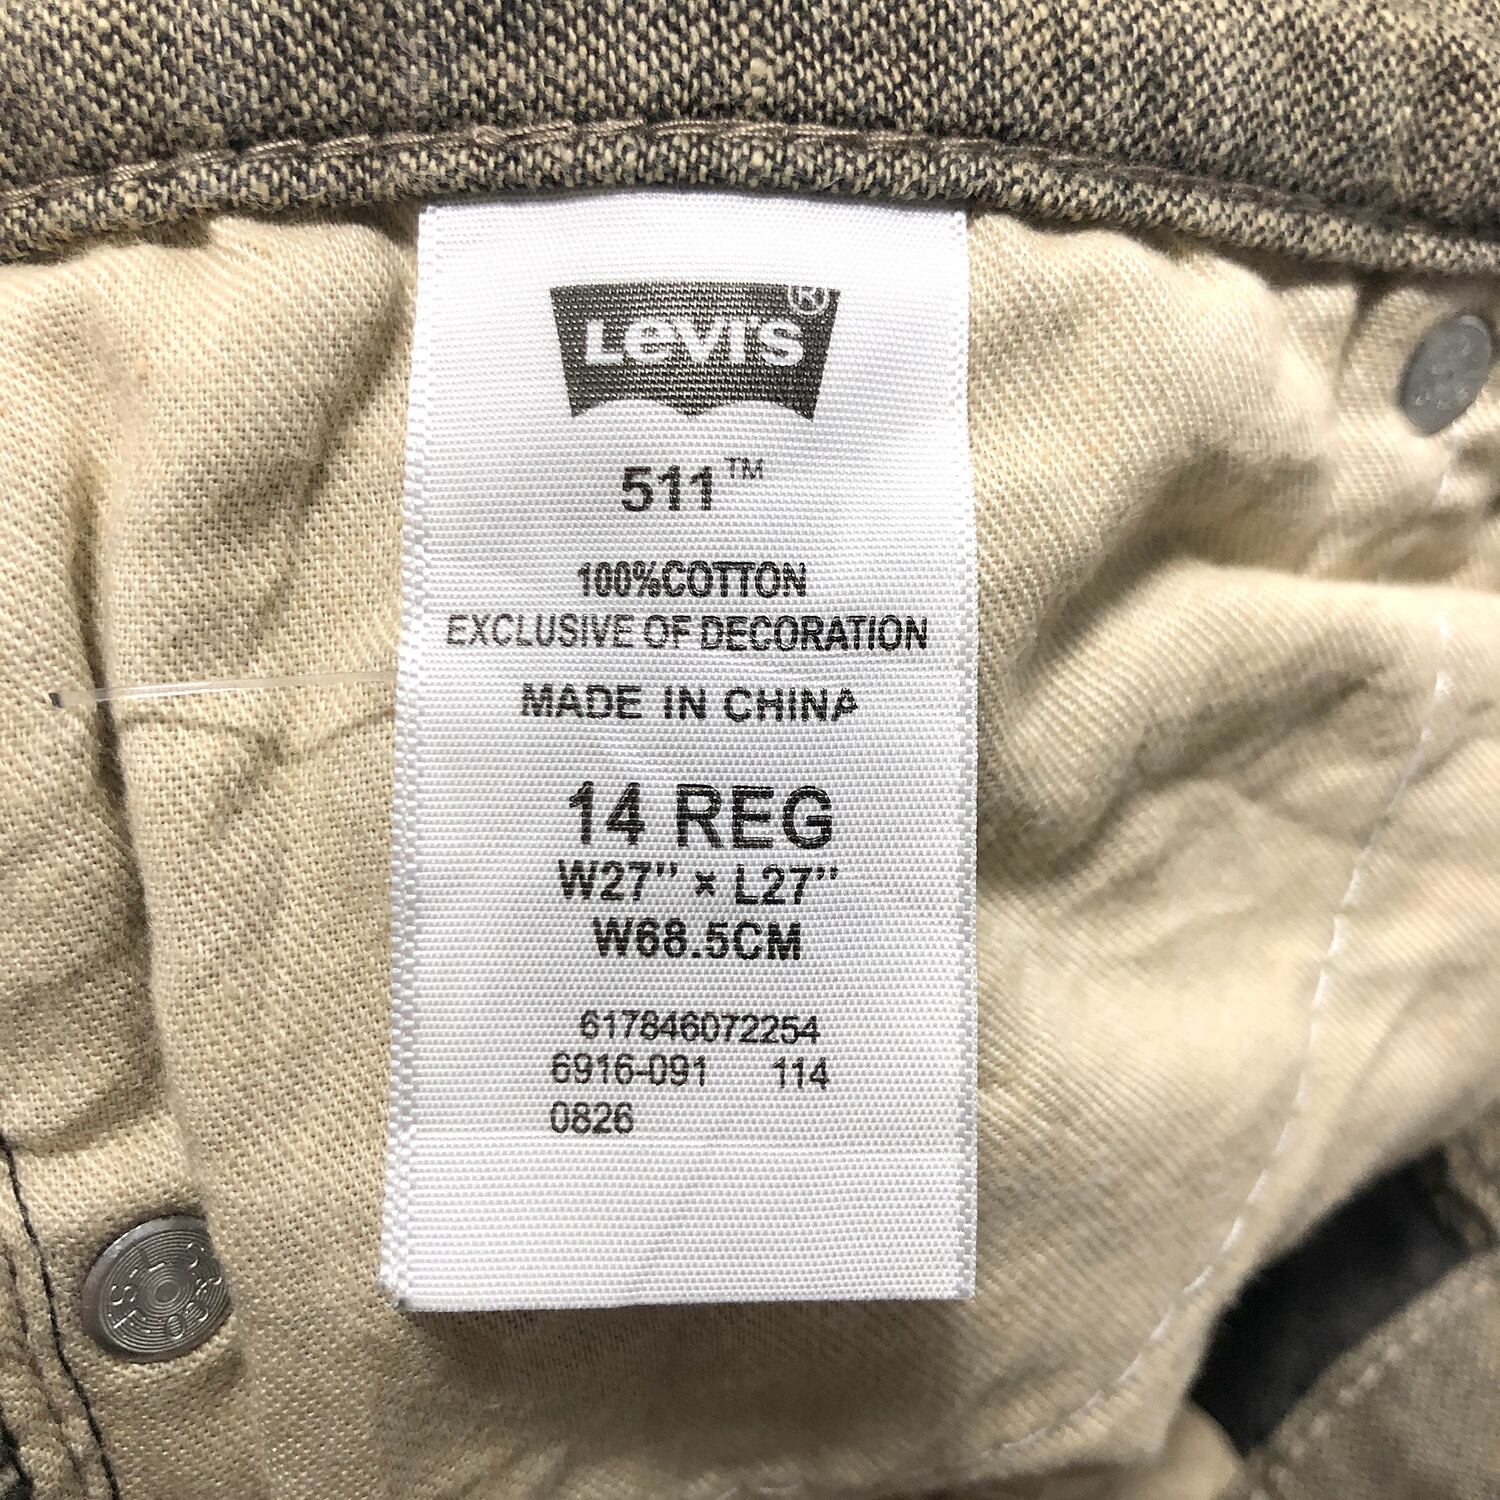 Levi's®
511™
100%COTTON
EXCLUSIVE OF DECORATION
MADE IN CHINA
14 REG
W27" × L27"
W68.5CM
617846072254
6916-091 114
0826